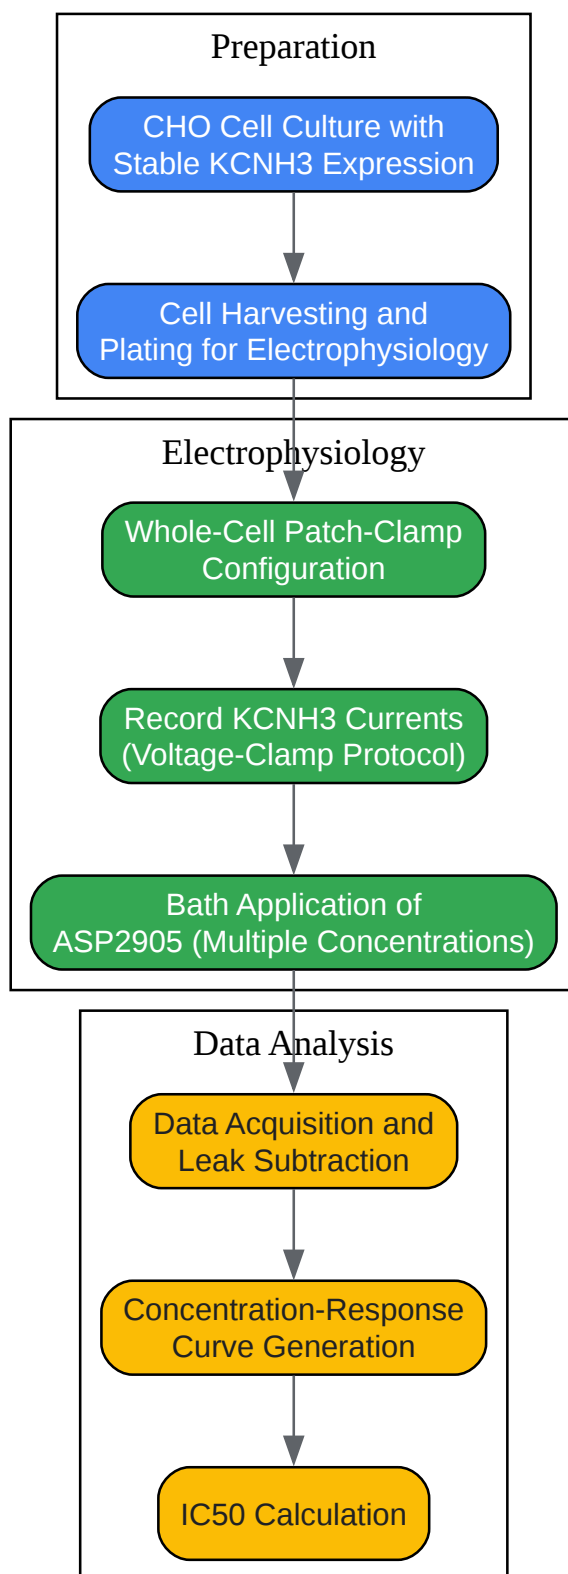 Preparation
CHO Cell Culture with
Stable KCNH3 Expression
Cell Harvesting and
Plating for Electrophysiology
Electrophysiology
Whole-Cell Patch-Clamp
Configuration
Record KCNH3 Currents
(Voltage-Clamp Protocol)
Bath Application of
ASP2905 (Multiple Concentrations)
Data Analysis
Data Acquisition and
Leak Subtraction
Concentration-Response
Curve Generation
IC50 Calculation